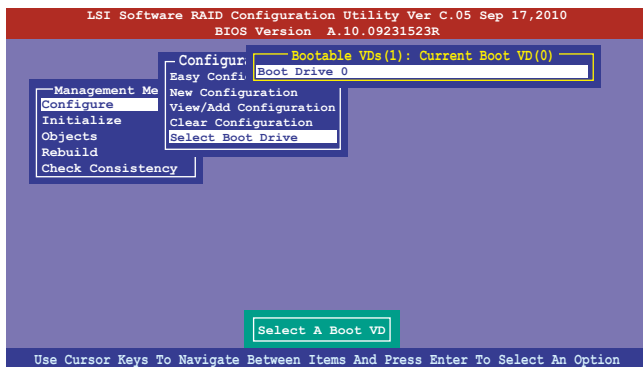 LSI Software RAID Configuration Utility Ver C.05 Sep 17,2010
BIOS Version A.10.09231523R
Bootable VDs(1): Current Boot VD(0)
Boot Drive 0
Configura
Easy Confi
New Configuration
View/Add Configuration
Clear Configuration
Select Boot Drive
Management Me
Configure
Initialize
Objects
Rebuild
Check Consistency
Select A Boot VD
Use Cursor Keys To Navigate Between Items And Press Enter To Select An Option